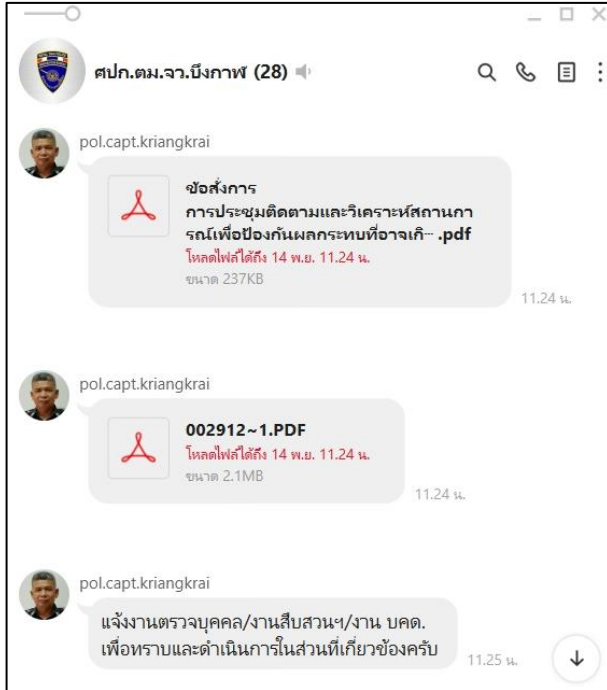 ศปก.ตม.จว.บึงกาฬ (28)
pol.capt.kriangkrai
ข้อสั่งการ
การประชุมติดตามและวิเคราะห์สถานกา
รณ์เพื่อป้องกันผลกระทบที่อาจเกิ… .pdf
โหลดไฟล์ได้ถึง 14 พ.ย. 11.24 น.
ขนาด 237KB
11.24 น.
pol.capt.kriangkrai
002912~1.PDF
โหลดไฟล์ได้ถึง 14 พ.ย. 11.24 น.
ขนาด 2.1MB
11.24 น.
pol.capt.kriangkrai
แจ้งงานตรวจบุคคล/งานสืบสวนฯ/งาน บคด.
เพื่อทราบและดำเนินการในส่วนที่เกี่ยวข้องครับ
11.25 น.